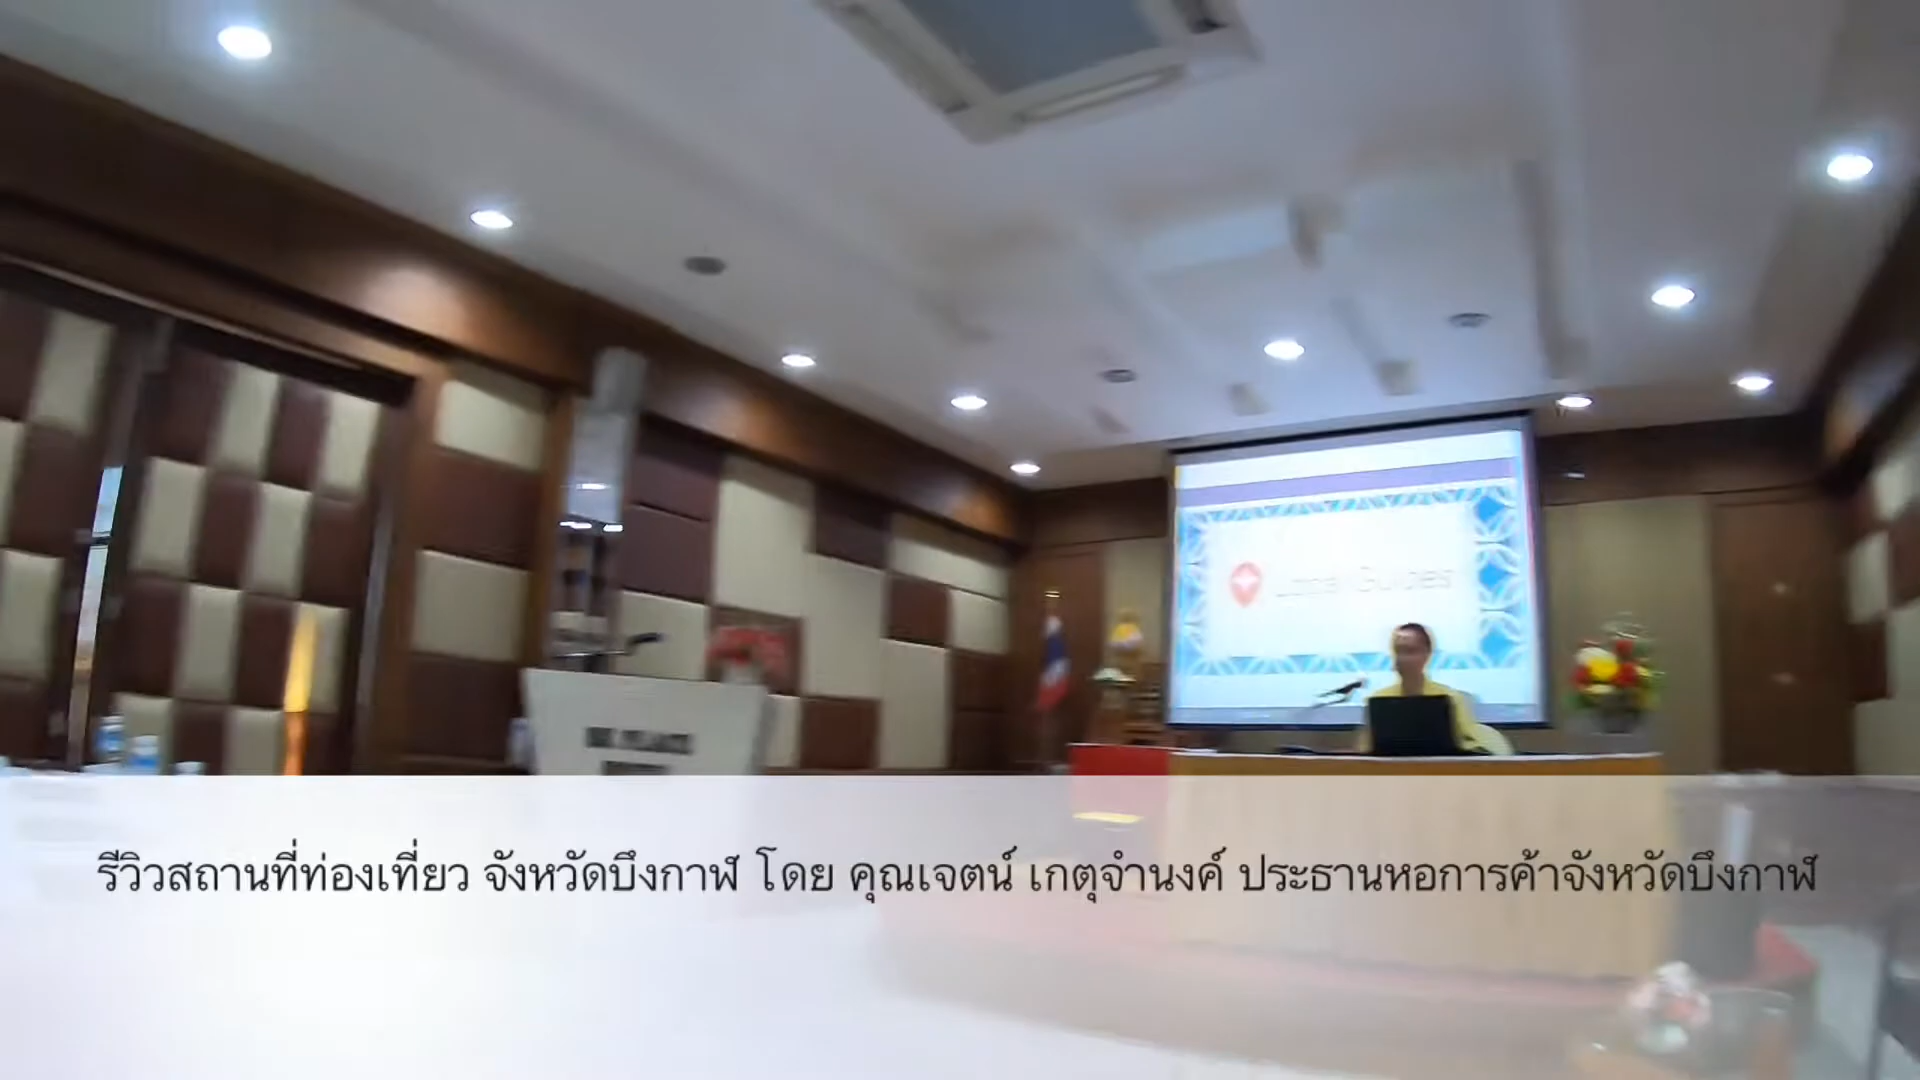 Local Guides
รีวิวสถานที่ท่องเที่ยว จังหวัดบึงกาฬ โดย คุณเจตน์ เกตุจำนงค์ ประธานหอการค้าจังหวัดบึงกาฬ